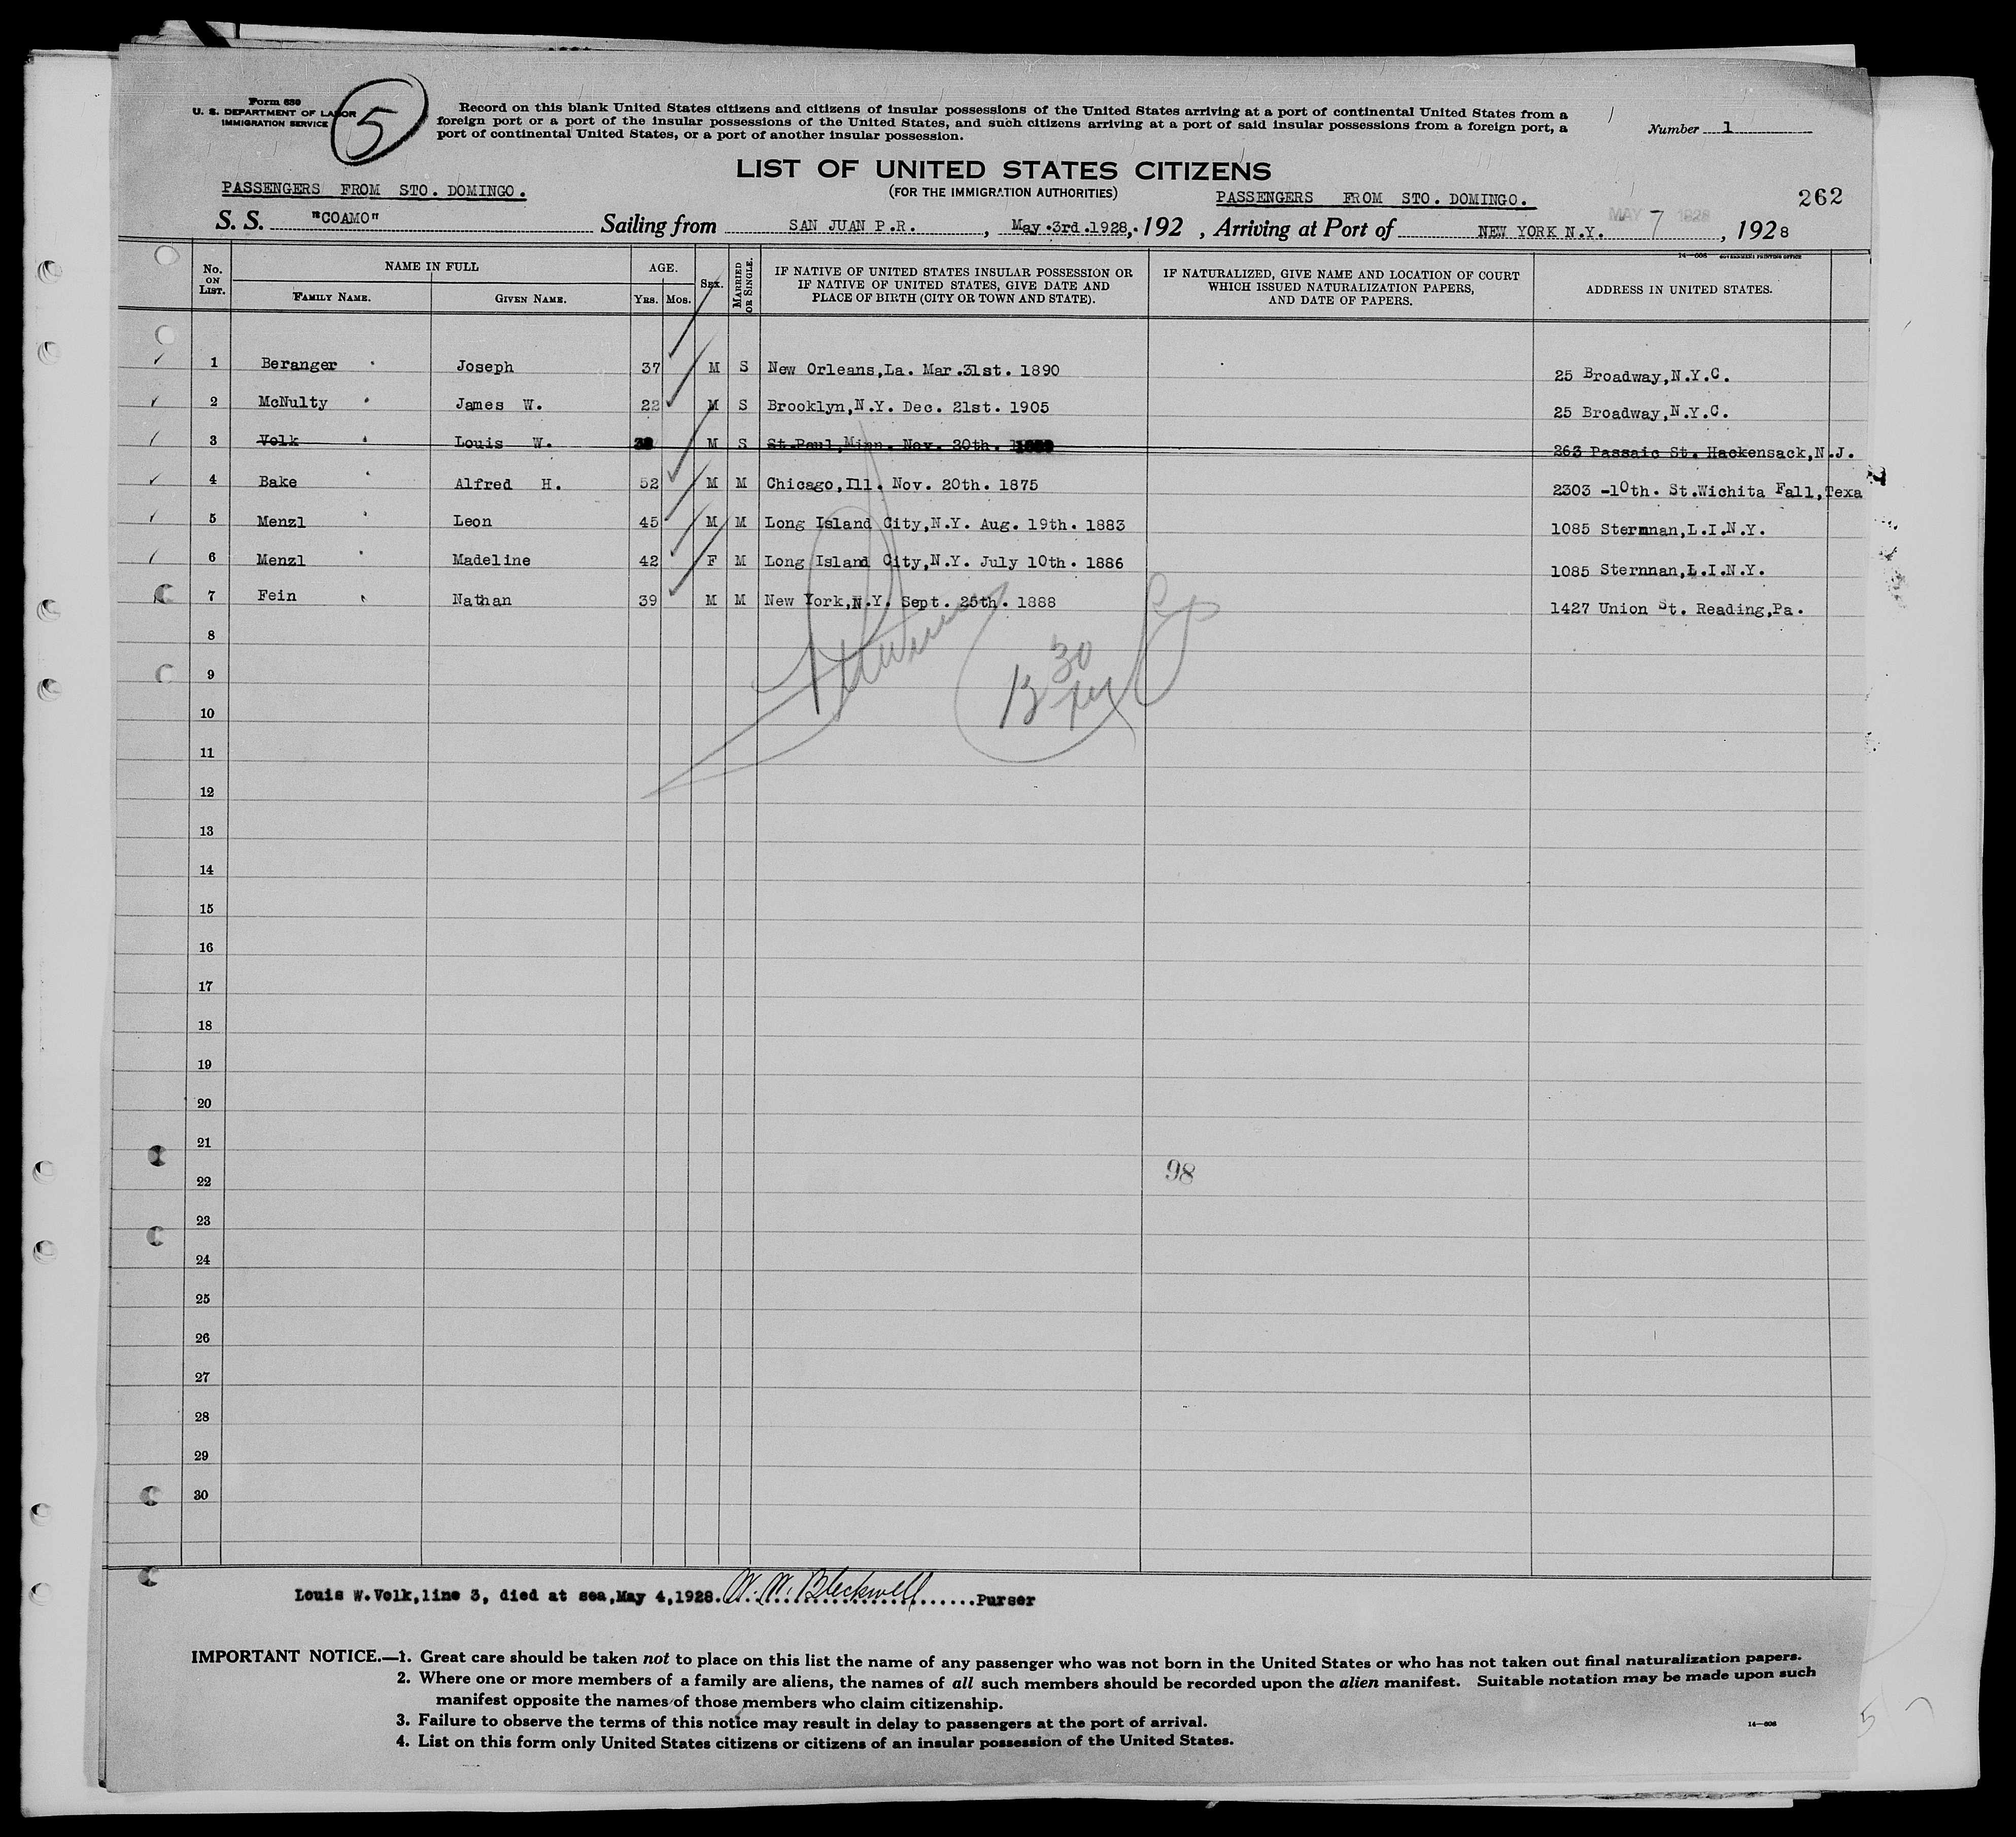 Form 630
U. S. DEPARTMENT OF LABOR
IMMIGRATION SERVICE
5
Record on this blank United States citizens and citizens of insular possessions of the United States arriving at a port of continental United States from a
foreign port or a port of the insular possessions of the United States, and such citizens arriving at a port of said insular possessions from a foreign port, a
port of continental United States, or a port of another insular possession.
Number 1
LIST OF UNITED STATES CITIZENS
(FOR THE IMMIGRATION AUTHORITIES)
262
PASSENGERS FROM STO. DOMINGO. PASSENGERS FROM STO. DOMINGO.
S. S. "COAMO" Sailing from SAN JUAN P.R. , May.3rd.1928,.192 , Arriving at Port of NEW YORK N.Y. MAY 7 1928 , 1928
14—606 GOVERNMENT PRINTING OFFICE
No. ON LIST. NAME IN FULL FAMILY NAME. GIVEN NAME. AGE. YRS. MOS. SEX. MARRIED OR SINGLE.
IF NATIVE OF UNITED STATES INSULAR POSSESSION OR
IF NATIVE OF UNITED STATES, GIVE DATE AND
PLACE OF BIRTH (CITY OR TOWN AND STATE).
IF NATURALIZED, GIVE NAME AND LOCATION OF COURT
WHICH ISSUED NATURALIZATION PAPERS,
AND DATE OF PAPERS.
ADDRESS IN UNITED STATES.
1 Beranger Joseph 37 M S New Orleans,La. Mar.31st. 1890 25 Broadway,N.Y.C.
2 McNulty James W. 22 M S Brooklyn,N.Y. Dec. 21st. 1905 25 Broadway,N.Y.C.
3 Volk Louis W. M S St.Paul,Minn. Nov. 20th. 263 Passaic St. Hackensack,N.J.
4 Bake Alfred H. 52 M M Chicago,Ill. Nov. 20th. 1875 2303 -10th. St.Wichita Fall,Texa
5 Menzl Leon 45 M M Long Island City,N.Y. Aug. 19th. 1883 1085 Sternnan,L.I.N.Y.
6 Menzl Madeline 42 F M Long Island City,N.Y. July 10th. 1886 1085 Sternnan,L.I.N.Y.
7 Fein Nathan 39 M M New York,N.Y. Sept. 25th. 1888 1427 Union St. Reading,Pa.
8
9
30
10
11
12
13
14
15
16
17
18
19
20
21
98
22
23
24
25
26
27
28
29
30
Louis W.Volk,line 3, died at sea,May 4,1928. W. W. Bleckwell Purser
IMPORTANT NOTICE.—1. Great care should be taken not to place on this list the name of any passenger who was not born in the United States or who has not taken out final naturalization papers.
2. Where one or more members of a family are aliens, the names of all such members should be recorded upon the alien manifest. Suitable notation may be made upon such
manifest opposite the names of those members who claim citizenship.
3. Failure to observe the terms of this notice may result in delay to passengers at the port of arrival.
4. List on this form only United States citizens or citizens of an insular possession of the United States.
14—606
5